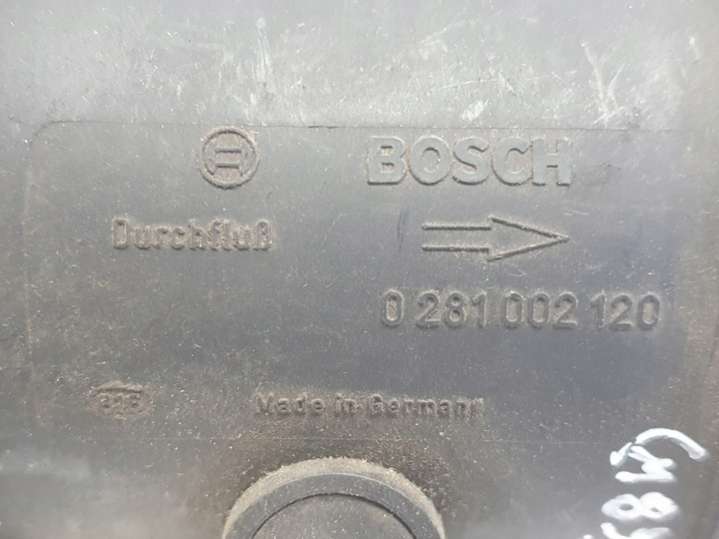 BOSCH
Durchfluß
0 281 002 120
Made in Germany